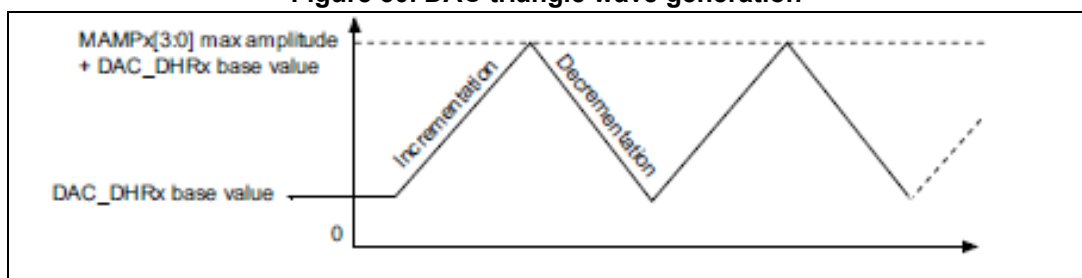 Figure DAC triangle wave generation
MAMPx[3:0] max amplitude
+ DAC_DHRx base value
Incrementation
Decrementation
DAC_DHRx base value
0